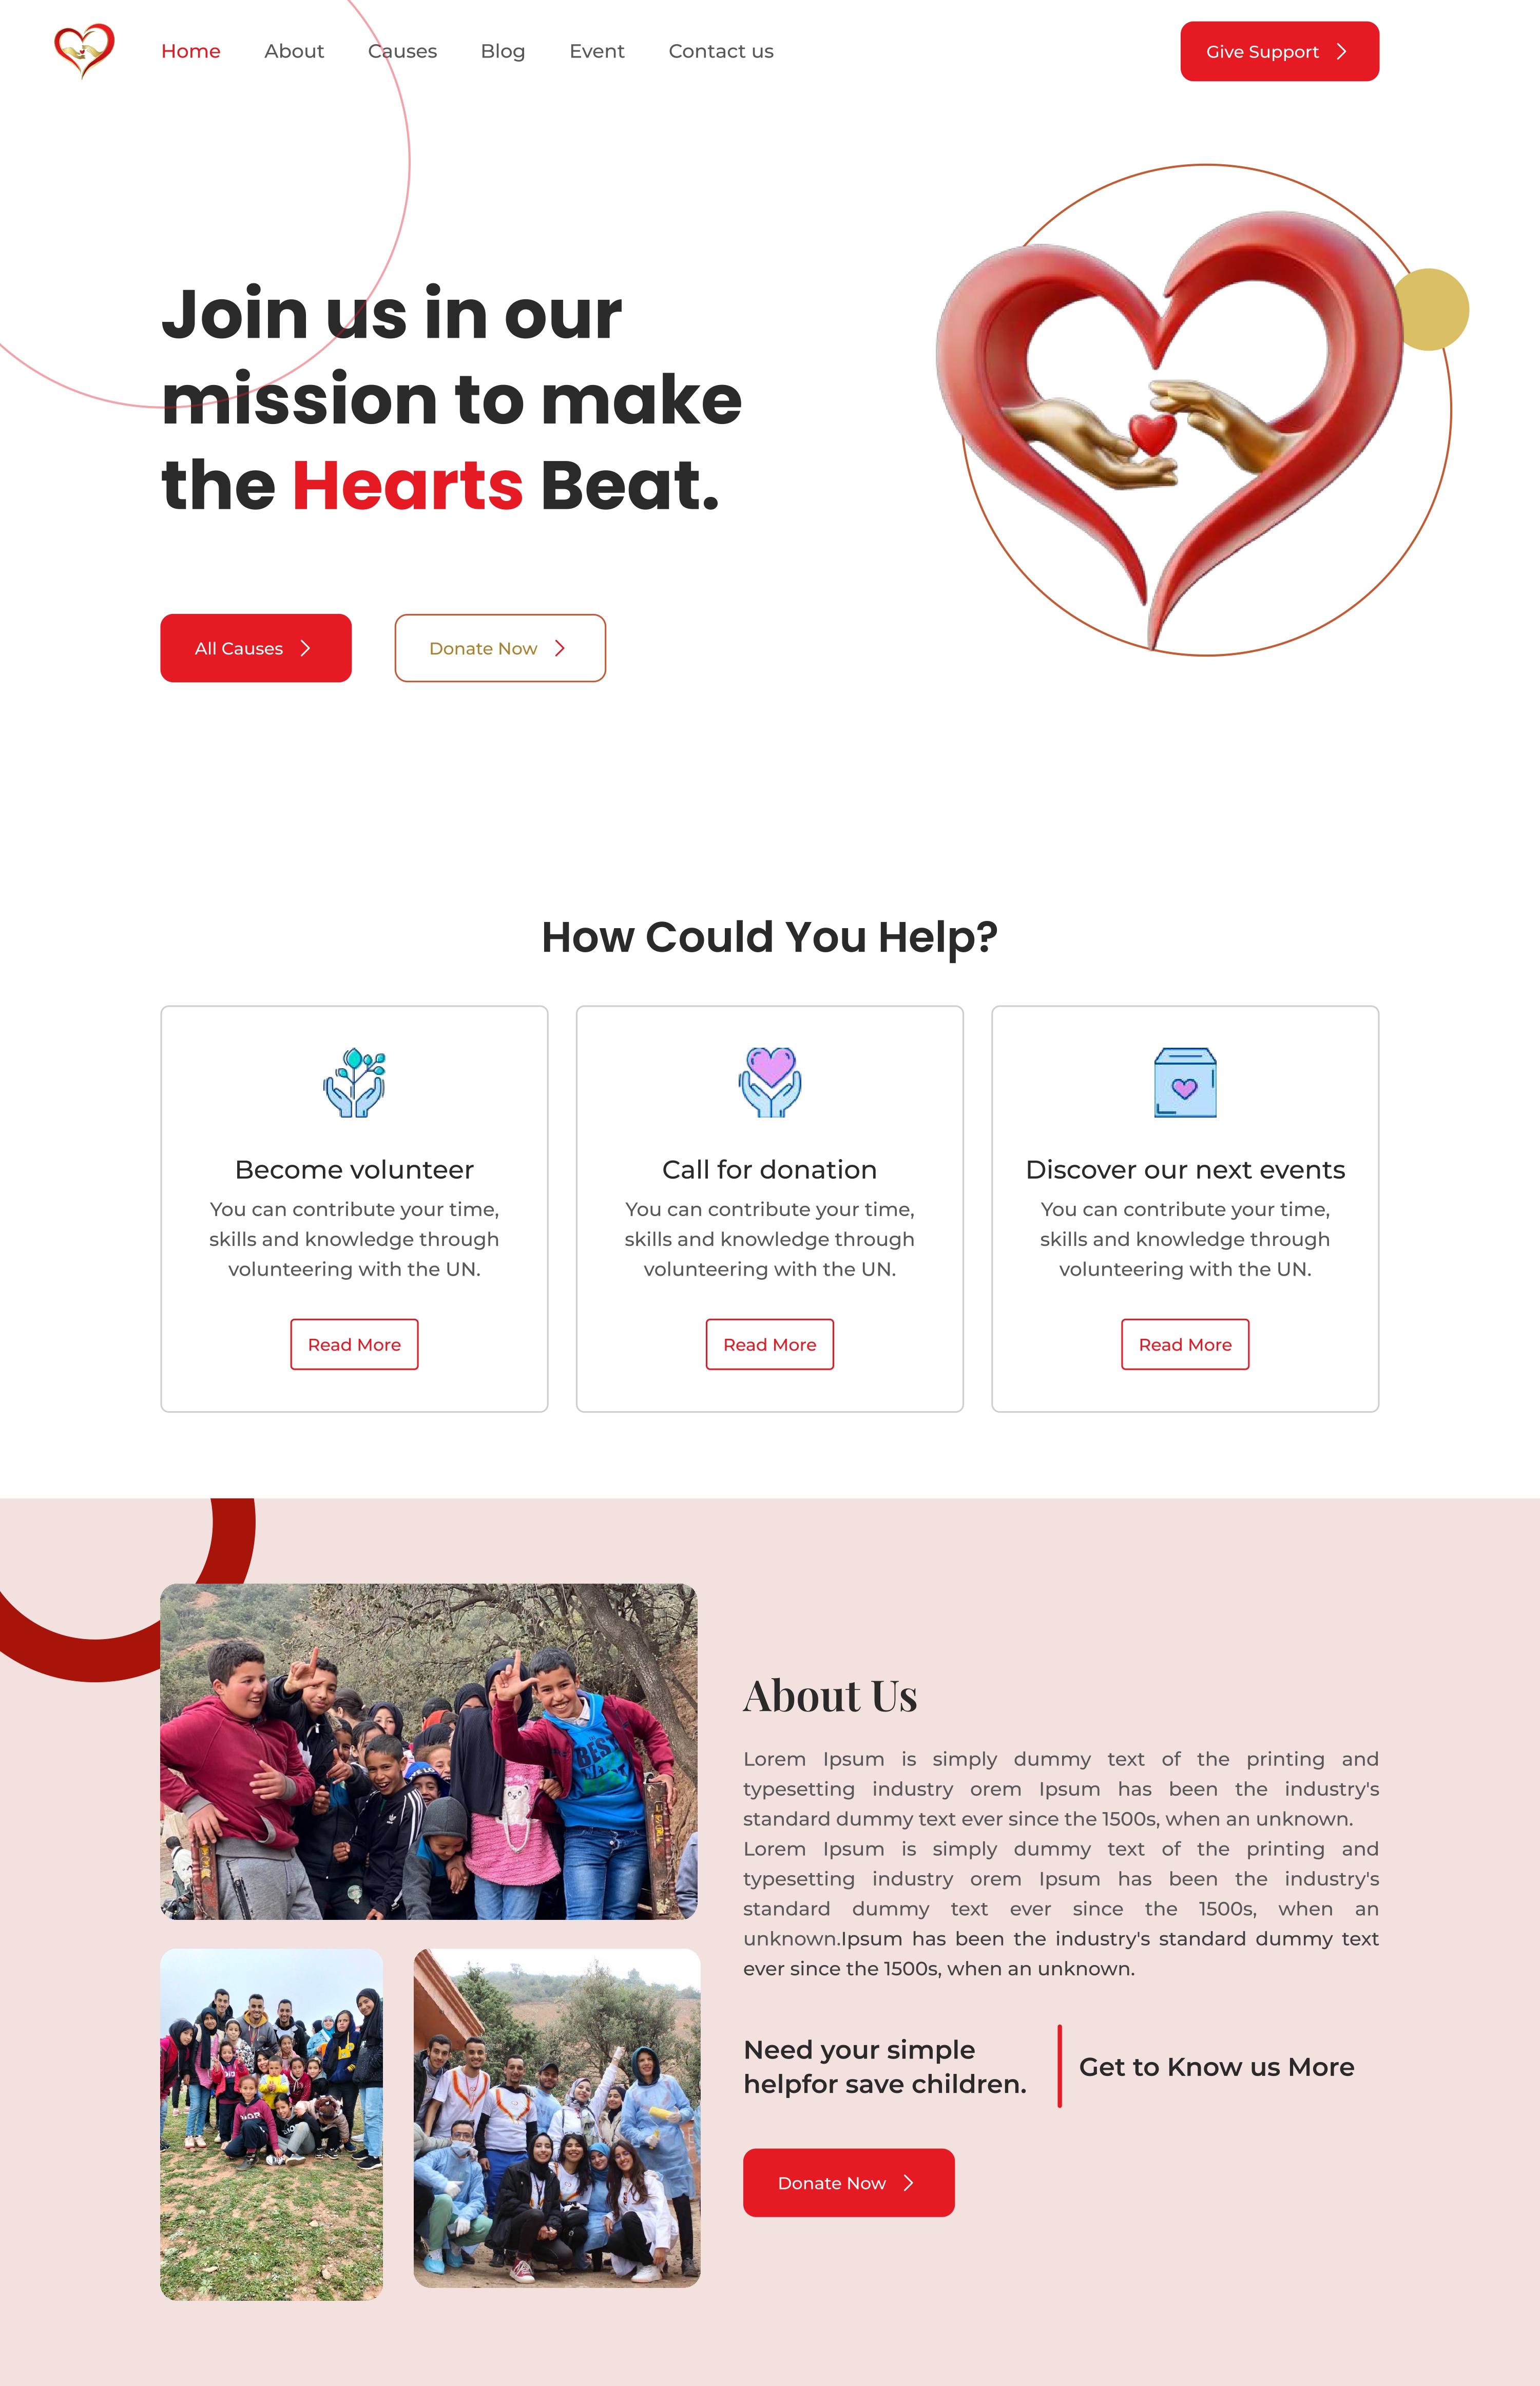 Home
About
Causes
Blog
Event
Contact us
Give Support
Join us in our
mission to make
the Hearts Beat.
All Causes
Donate Now
How Could You Help?
Become volunteer
You can contribute your time,
skills and knowledge through
volunteering with the UN.
Read More
Call for donation
You can contribute your time,
skills and knowledge through
volunteering with the UN.
Read More
Discover our next events
You can contribute your time,
skills and knowledge through
volunteering with the UN.
Read More
BEST
About Us
Lorem Ipsum is simply dummy text of the printing and
typesetting industry orem Ipsum has been the industry's
standard dummy text ever since the 1500s, when an unknown.
Lorem Ipsum is simply dummy text of the printing and
typesetting industry orem Ipsum has been the industry's
standard dummy text ever since the 1500s, when an
unknown.Ipsum has been the industry's standard dummy text
ever since the 1500s, when an unknown.
Need your simple
helpfor save children.
Get to Know us More
Donate Now